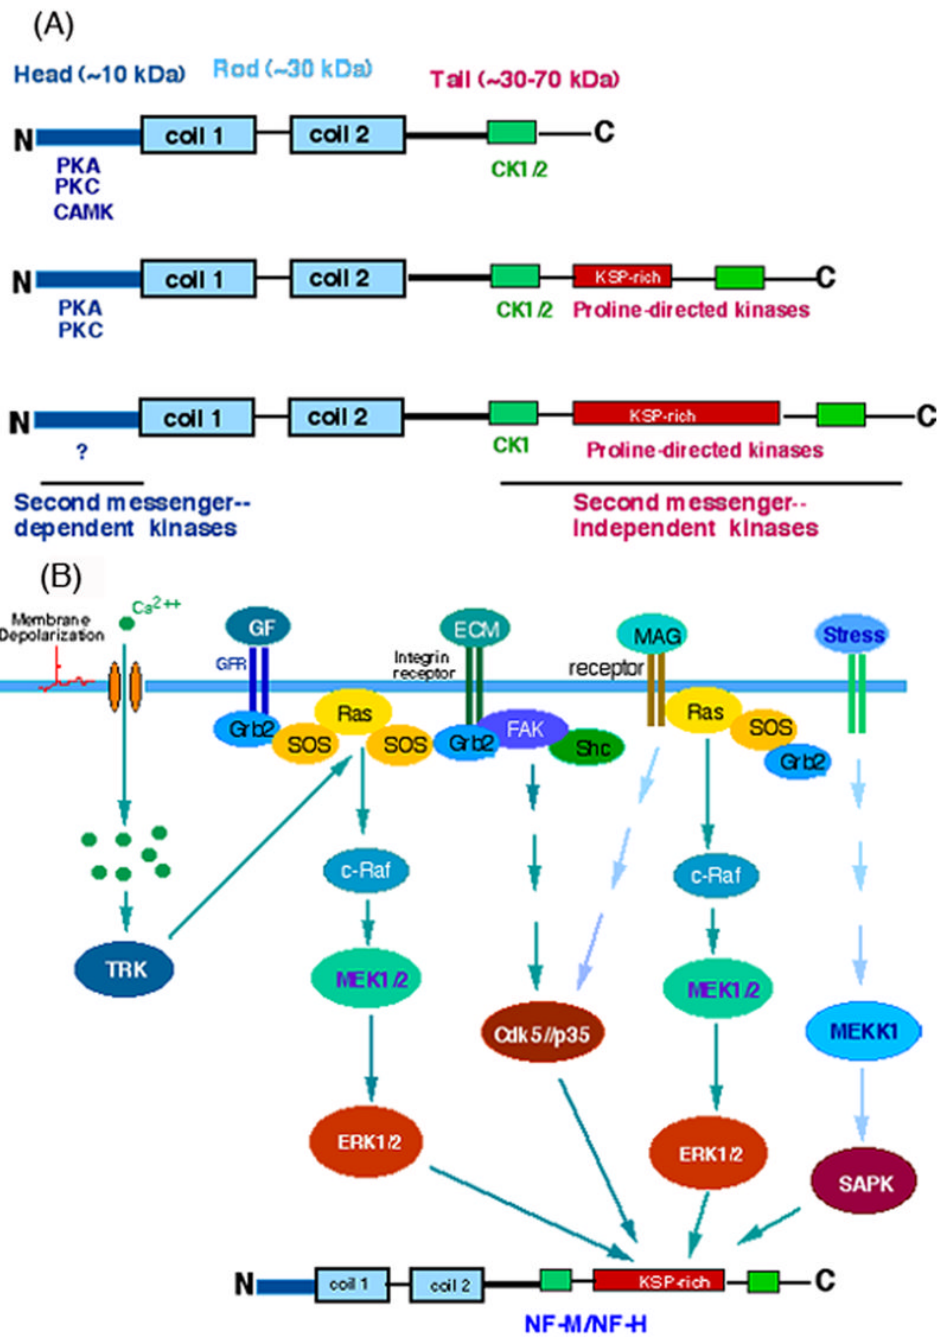 (A)
Head (~10 kDa) Rod (~30 kDa) Tail (~30-70 kDa)
N coil 1 coil 2 C
PKA CK1/2
PKC
CAMK
N coil 1 coil 2 KSP-rich C
PKA CK1/2 Proline-directed kinases
PKC
N coil 1 coil 2 KSP-rich C
? CK1 Proline-directed kinases
Second messenger-- Second messenger--
dependent kinases independent kinases
(B)
Ca2++
Membrane
Depolarization
GF ECM MAG Stress
GFR Integrin
receptor receptor
Ras Ras
Grb2 SOS SOS Grb2 FAK Shc SOS Grb2
c-Raf c-Raf
TRK MEK1/2 MEK1/2
Cdk5//p35 MEKK1
ERK1/2 ERK1/2
SAPK
N coil 1 coil 2 KSP-rich C
NF-M/NF-H